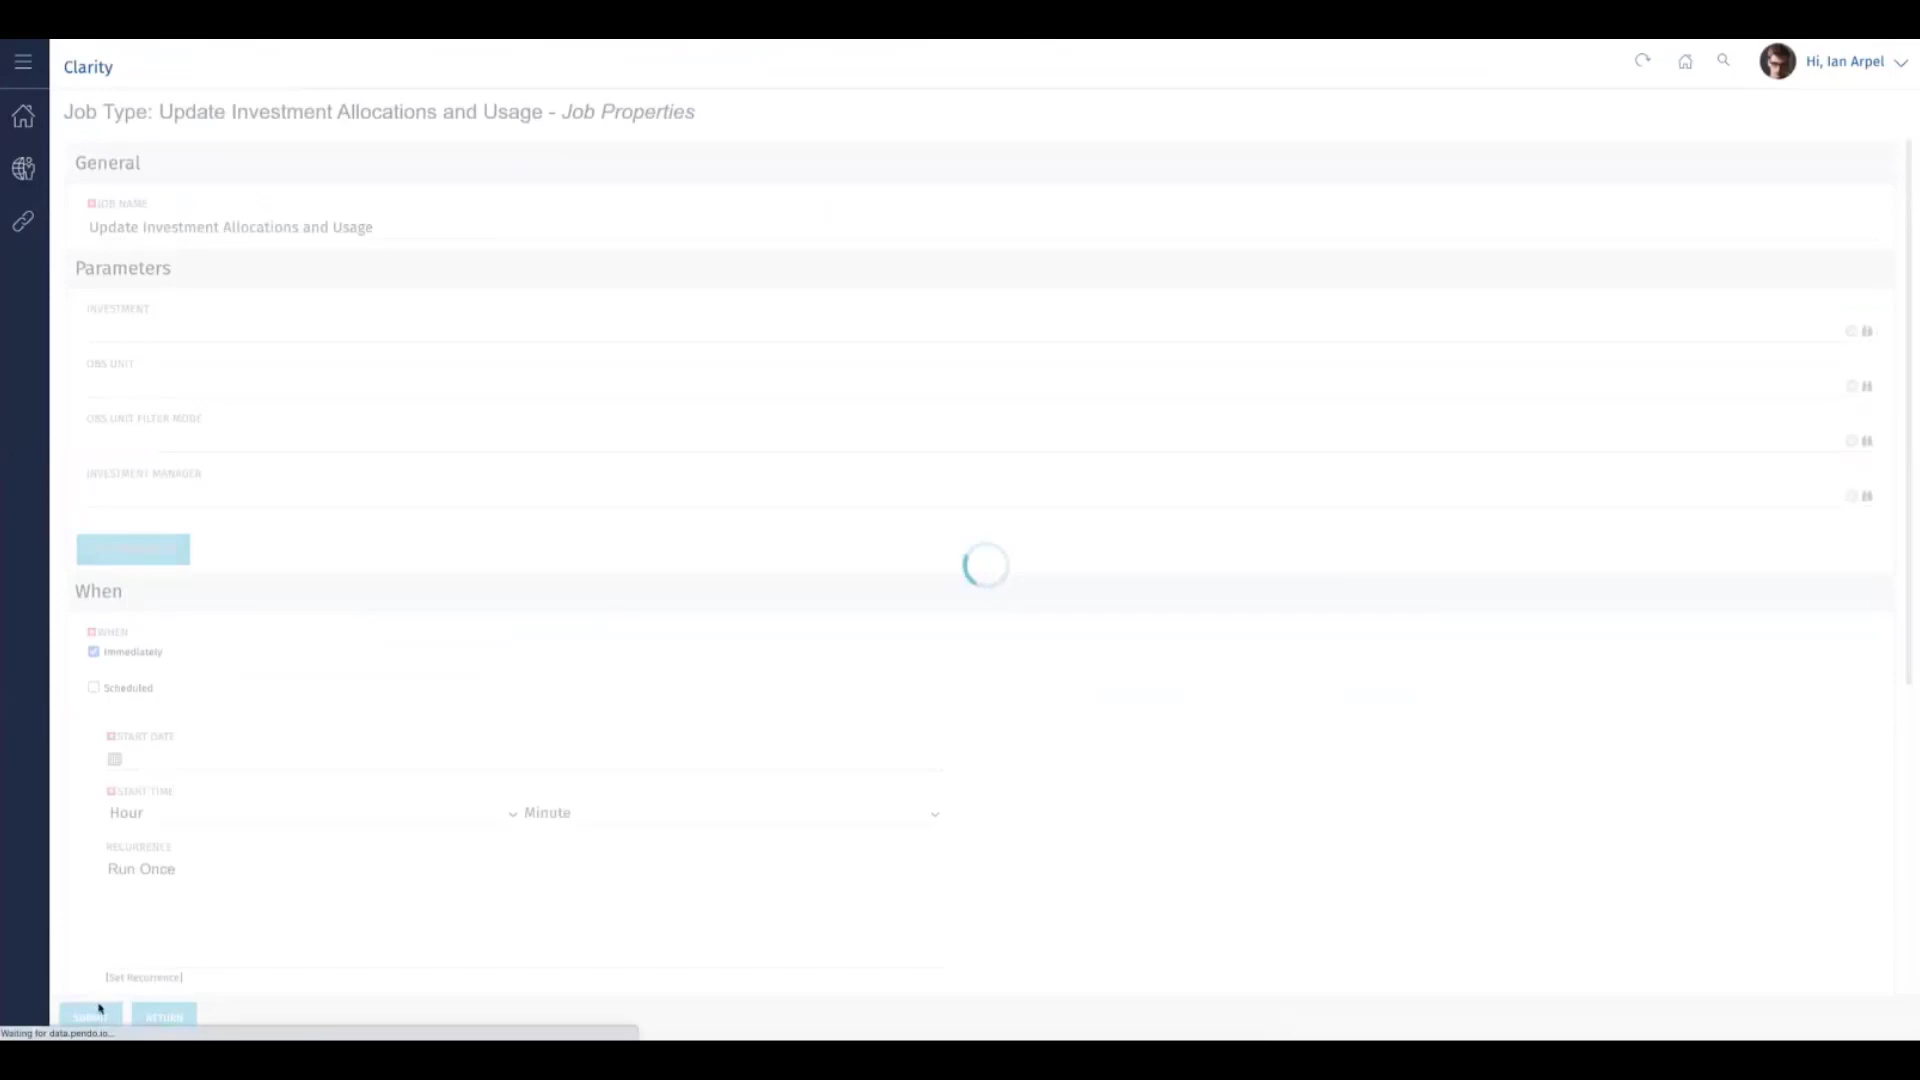 Clarity
Hi, Ian Arpel
Job Type: Update Investment Allocations and Usage - Job Properties
General
JOB NAME
Update Investment Allocations and Usage
Parameters
INVESTMENT
OBS UNIT
OBS UNIT FILTER MODE
INVESTMENT MANAGER
When
WHEN
Immediately
Scheduled
START DATE
START TIME
Hour
Minute
RECURRENCE
Run Once
[Set Recurrence]
SUBMIT
RETURN
Waiting for data.pendo.io...